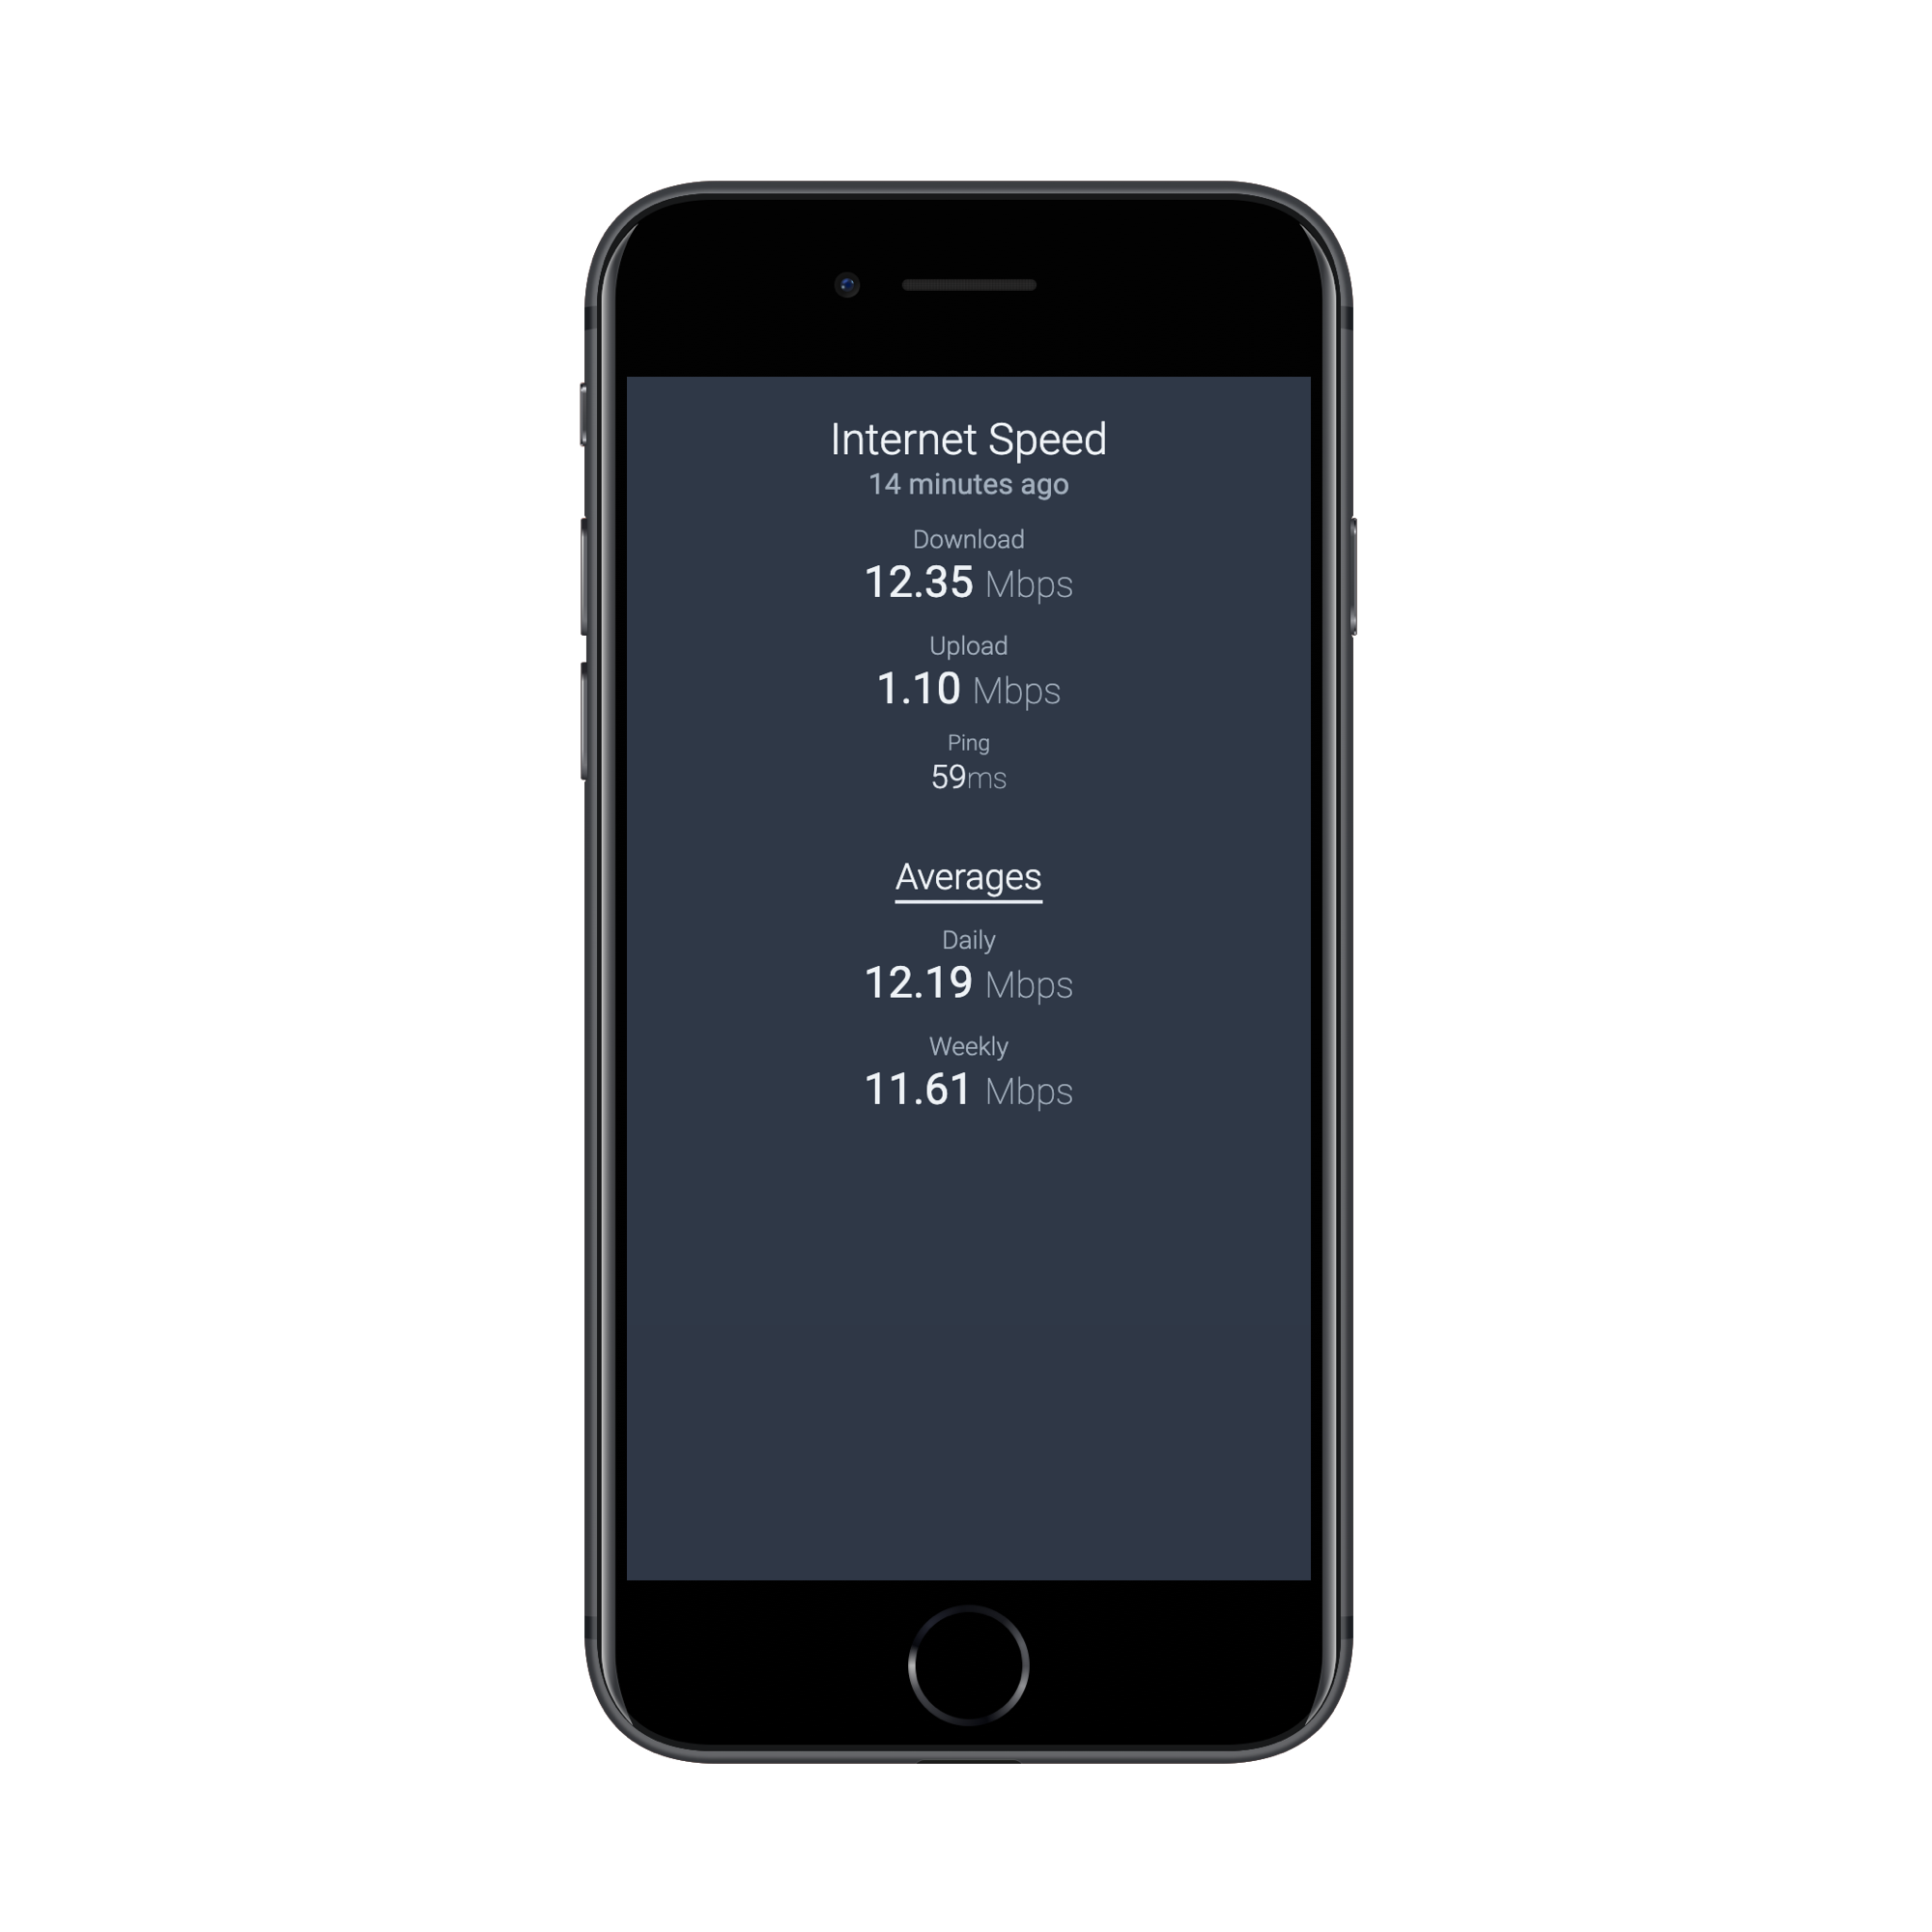 Internet Speed
14 minutes ago
Download
12.35 Mbps
Upload
1.10 Mbps
Ping
59ms
Averages
Daily
12.19 Mbps
Weekly
11.61 Mbps